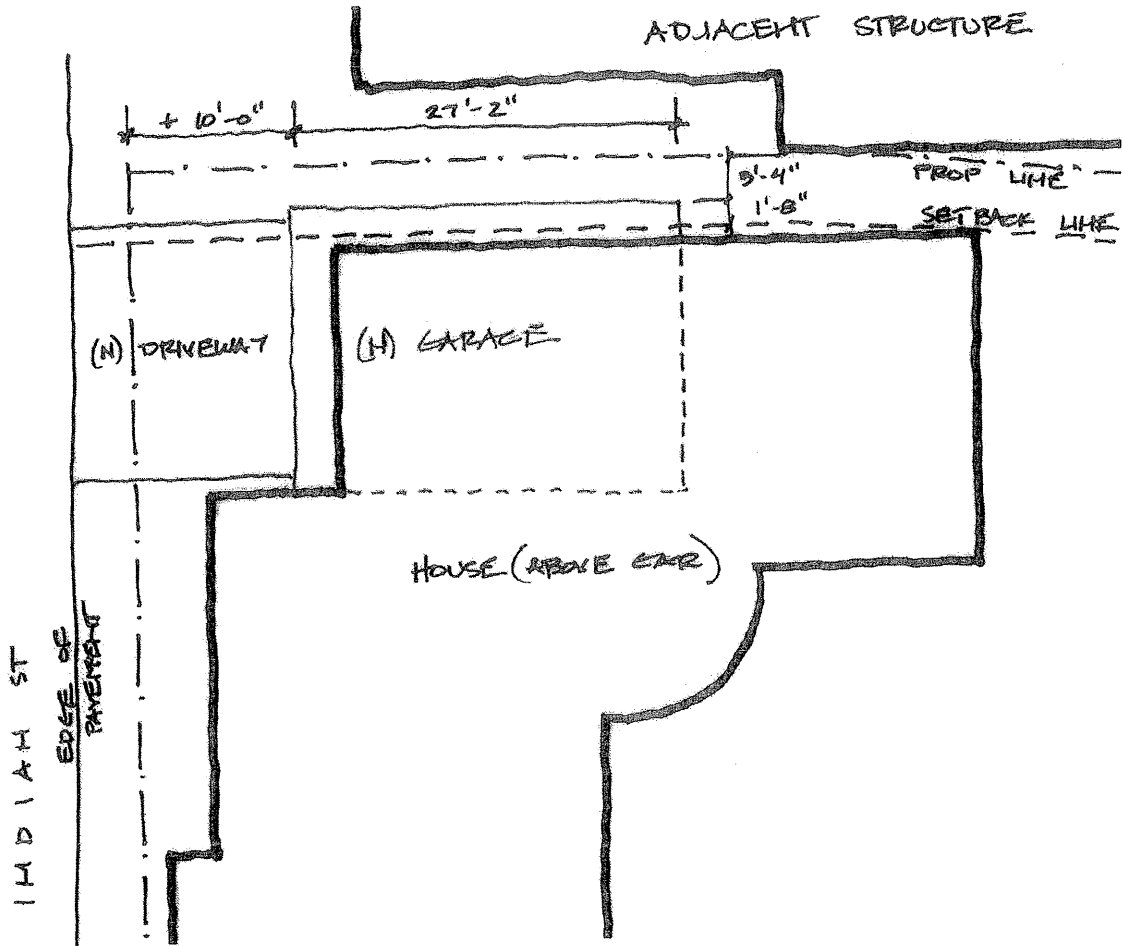 ADJACENT STRUCTURE
+ 10'-0"
27'-2"
3'-4"
PROP LINE
1'-8"
SETBACK LINE
(N) DRIVEWAY
(N) GARAGE
HOUSE (ABOVE GAR)
EDGE OF
PAVEMENT
INDIAN ST